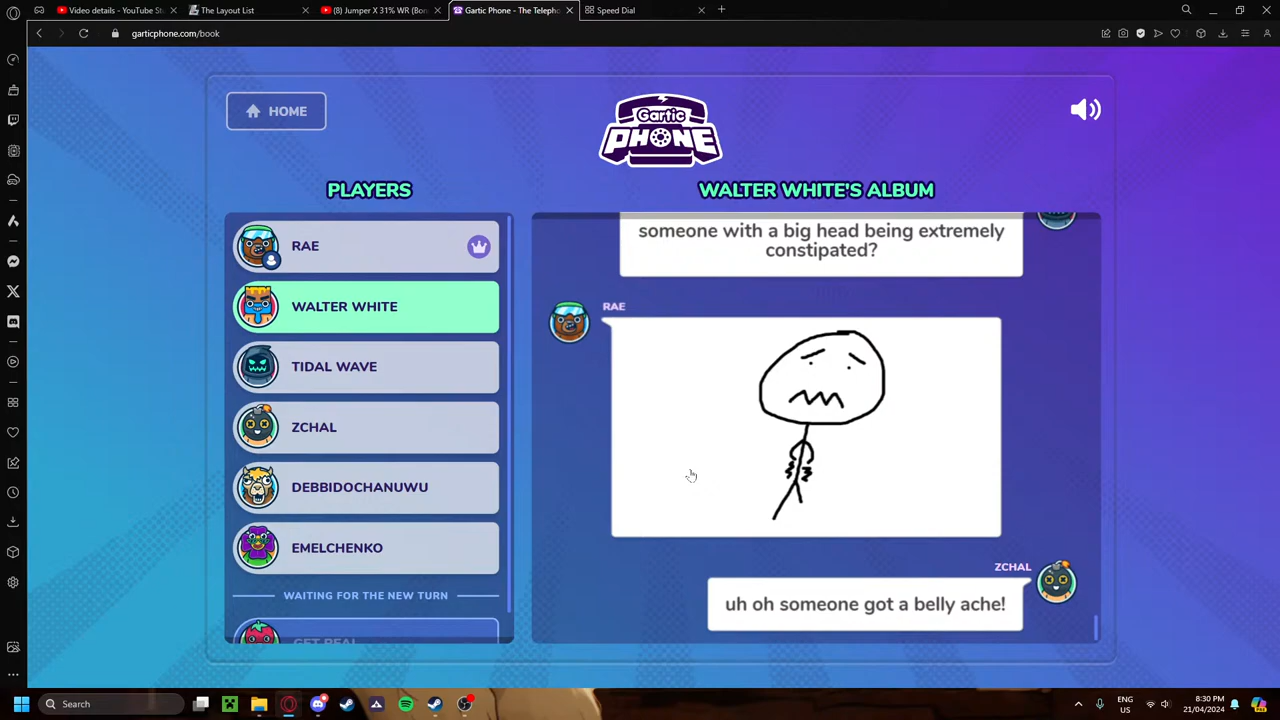 Video details - YouTube St
The Layout List
(8) Jumper X 31% WR (Bor
Gartic Phone - The Teleph
Speed Dial
garticphone.com/book
HOME
Gartic
PHONE
PLAYERS
WALTER WHITE'S ALBUM
RAE
WALTER WHITE
TIDAL WAVE
ZCHAL
DEBBIDOCHANUWU
EMELCHENKO
WAITING FOR THE NEW TURN
GET REAL
someone with a big head being extremely
constipated?
RAE
ZCHAL
uh oh someone got a belly ache!
Search
ENG
US
8:30 PM
21/04/2024